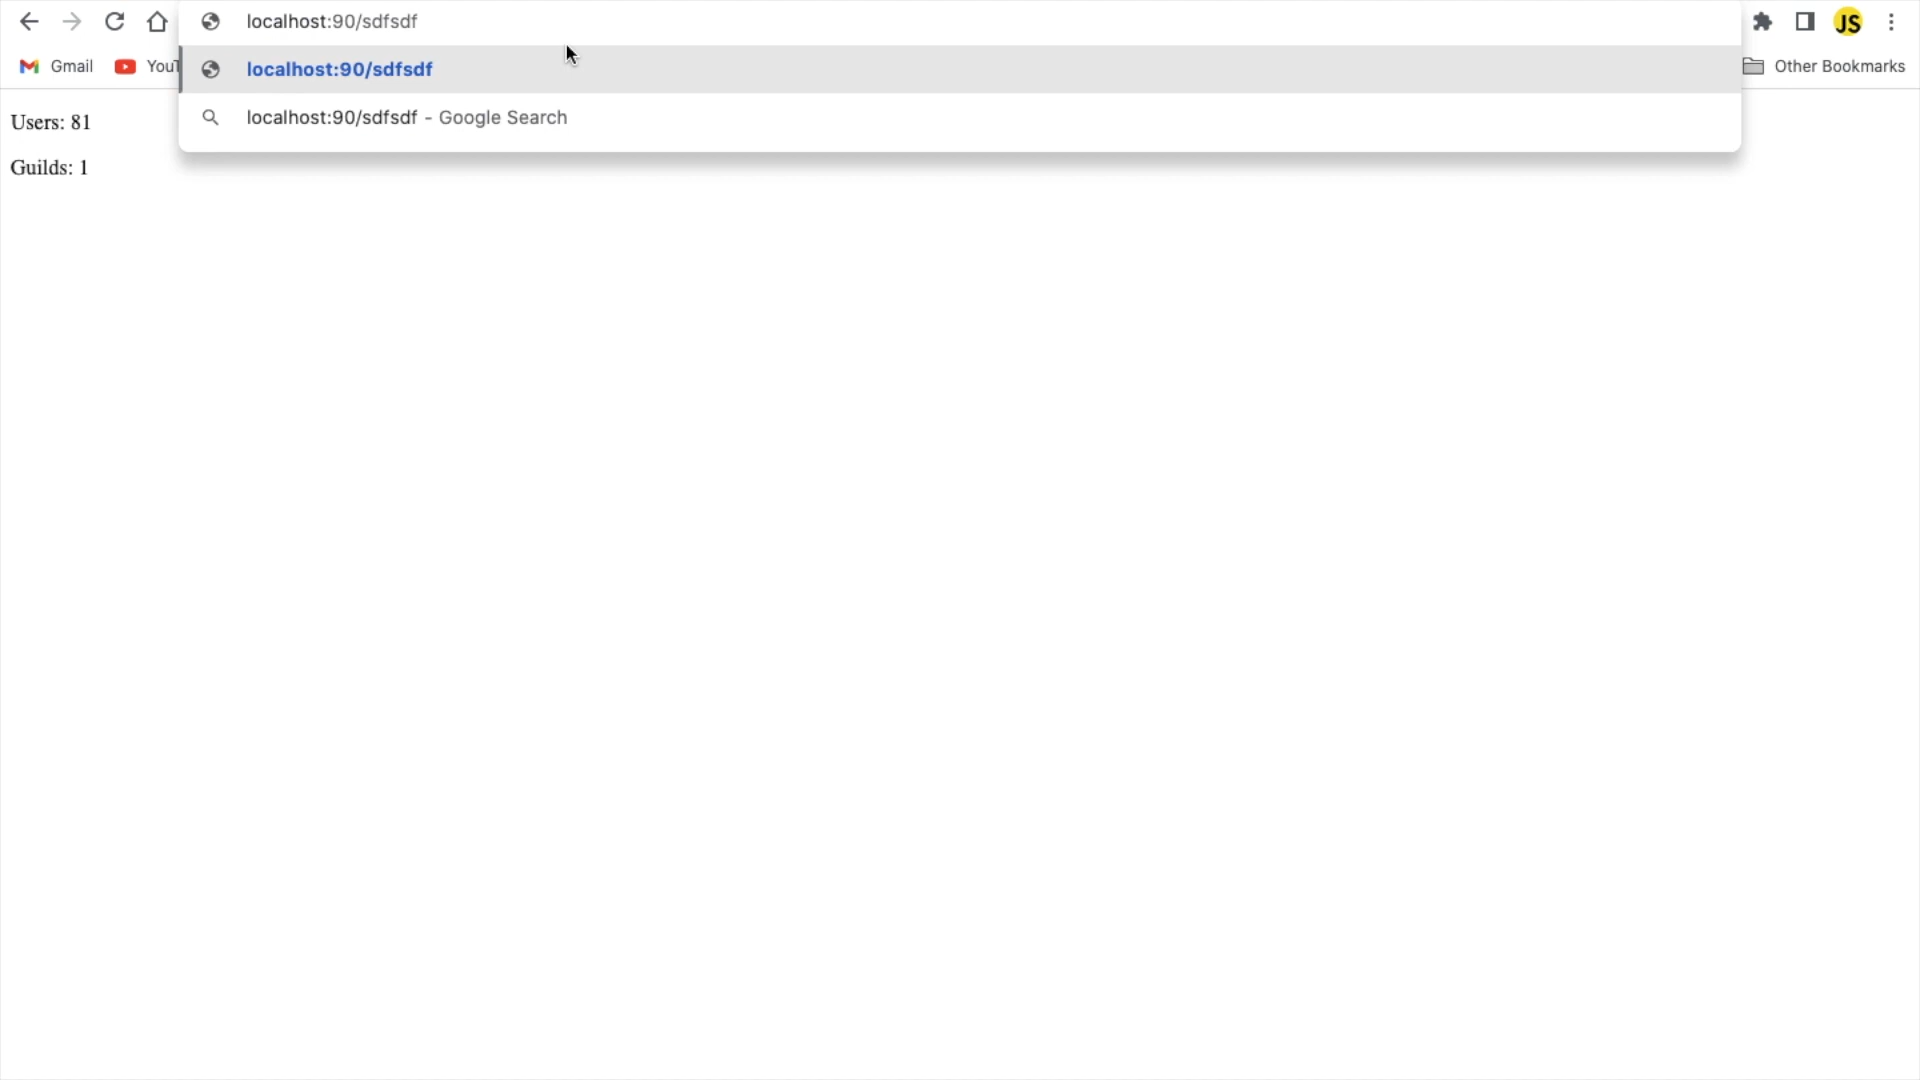 localhost:90/sdfsdf
localhost:90/sdfsdf
localhost:90/sdfsdf - Google Search
JS
Gmail
YouT
Other Bookmarks
Users: 81
Guilds: 1